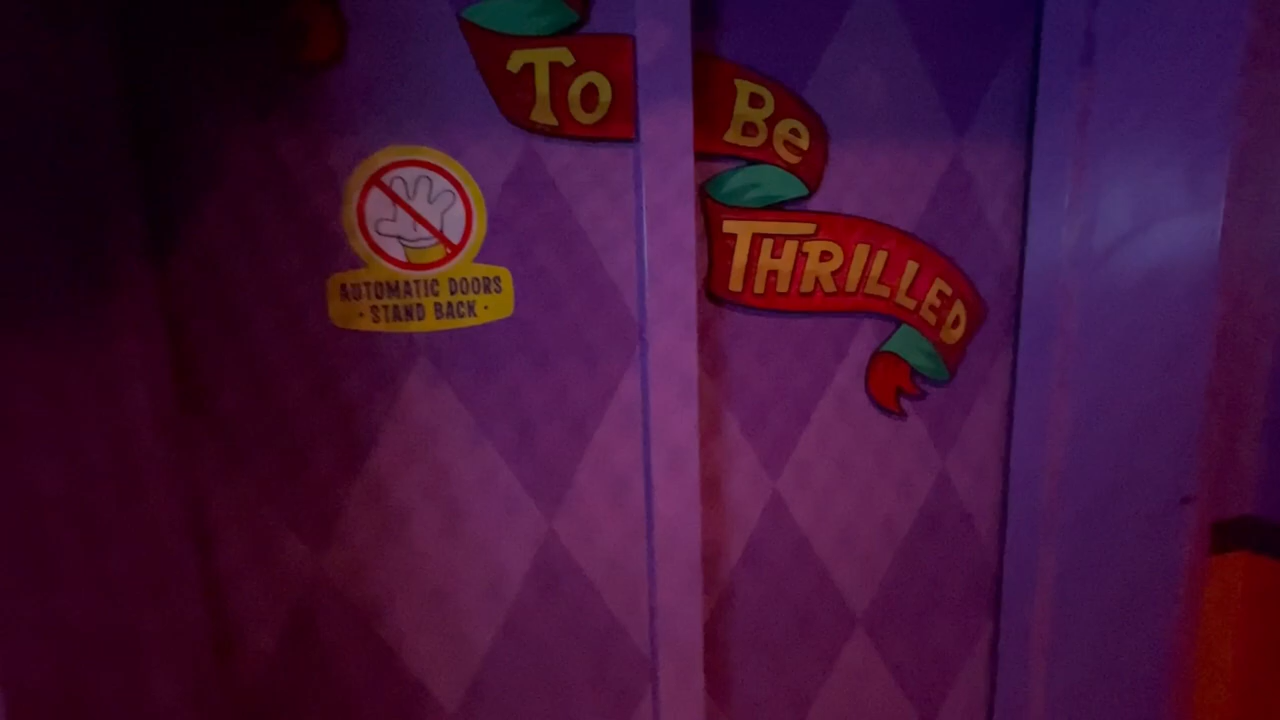 To Be
THRILLED
AUTOMATIC DOORS
· STAND BACK ·